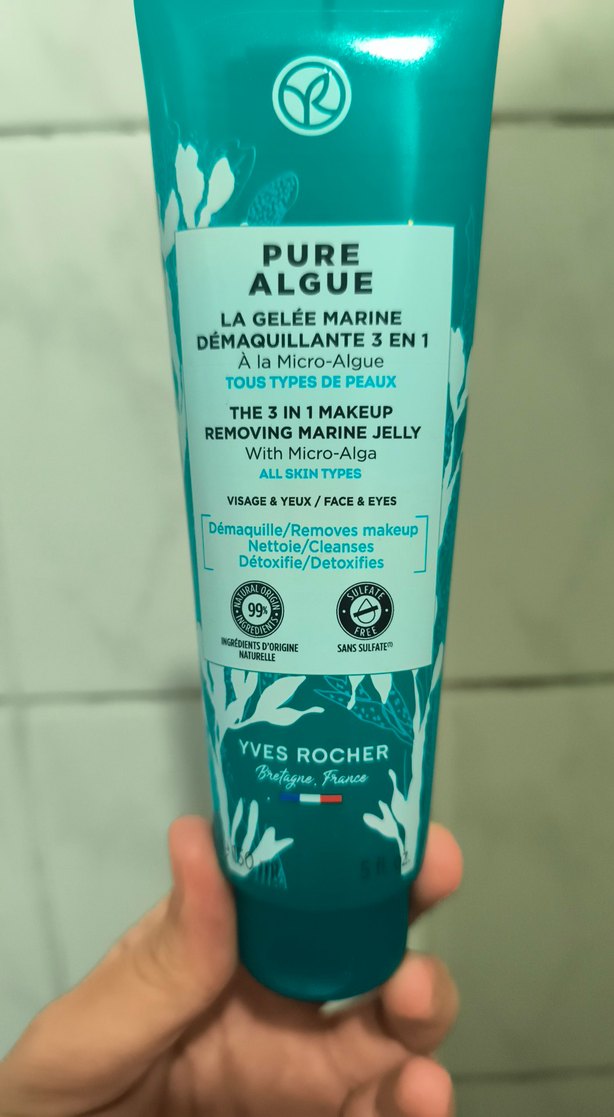 PURE
ALGUE
LA GELÉE MARINE
DÉMAQUILLANTE 3 EN 1
À la Micro-Algue
TOUS TYPES DE PEAUX
THE 3 IN 1 MAKEUP
REMOVING MARINE JELLY
With Micro-Alga
ALL SKIN TYPES
VISAGE & YEUX / FACE & EYES
Démaquille/Removes makeup
Nettoie/Cleanses
Détoxifie/Detoxifies
NATURAL ORIGIN
99%
INGREDIENTS
INGRÉDIENTS D'ORIGINE
NATURELLE
SULFATE
FREE
SANS SULFATE(1)
YVES ROCHER
Bretagne, France